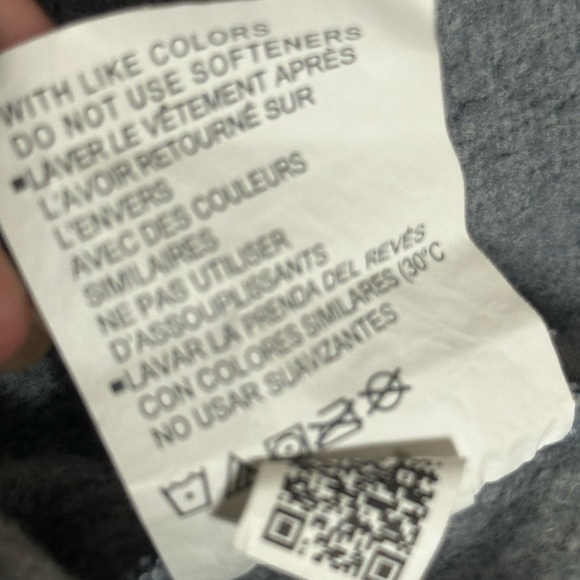 WITH LIKE COLORS
DO NOT USE SOFTENERS
■LAVER LE VÊTEMENT APRÈS
L'AVOIR RETOURNÉ SUR
L'ENVERS
AVEC DES COULEURS
SIMILAIRES
NE PAS UTILISER
D'ASSOUPLISSANTS
■LAVAR LA PRENDA DEL REVÉS
CON COLORES SIMILARES (30°C
NO USAR SUAVIZANTES